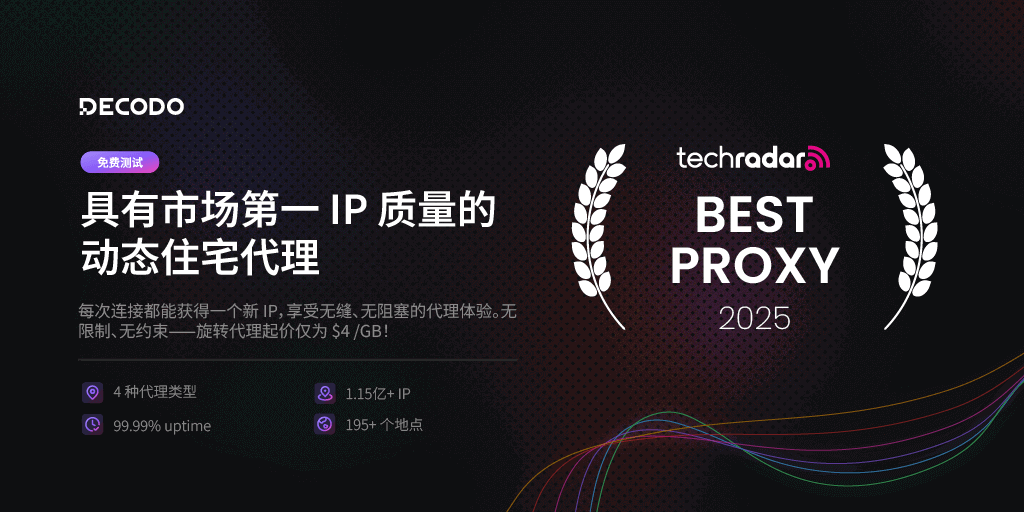 DECODO
免费测试
具有市场第一 IP 质量的
动态住宅代理
每次连接都能获得一个新 IP，享受无缝、无阻塞的代理体验。无
限制、无约束——旋转代理起价仅为 $4 /GB！
4 种代理类型
1.15亿+ IP
99.99% uptime
195+ 个地点
techradar
BEST
PROXY
2025